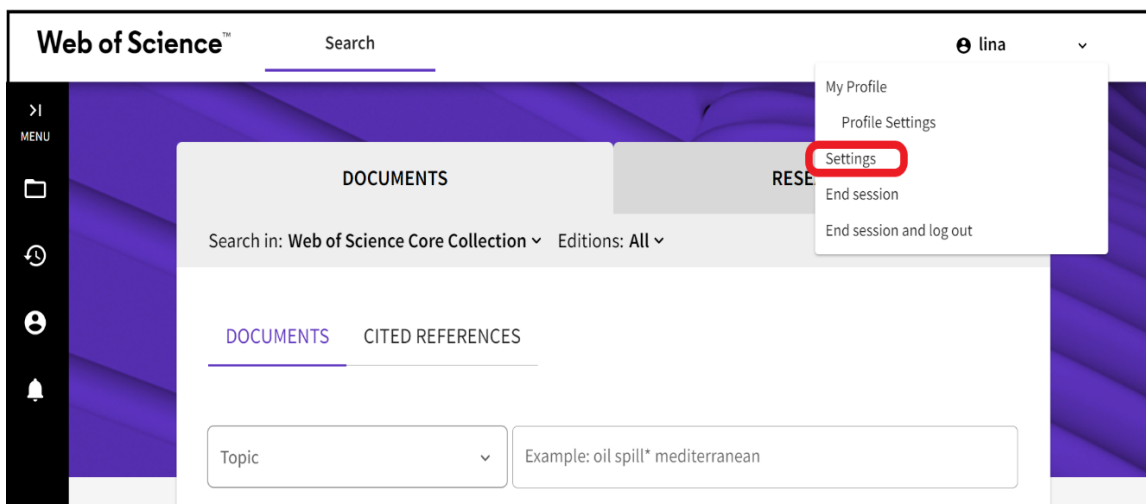 Web of Science™
Search
lina
My Profile
Profile Settings
Settings
End session
End session and log out
MENU
DOCUMENTS
Search in: Web of Science Core Collection Editions: All
DOCUMENTS CITED REFERENCES
Topic
Example: oil spill* mediterranean